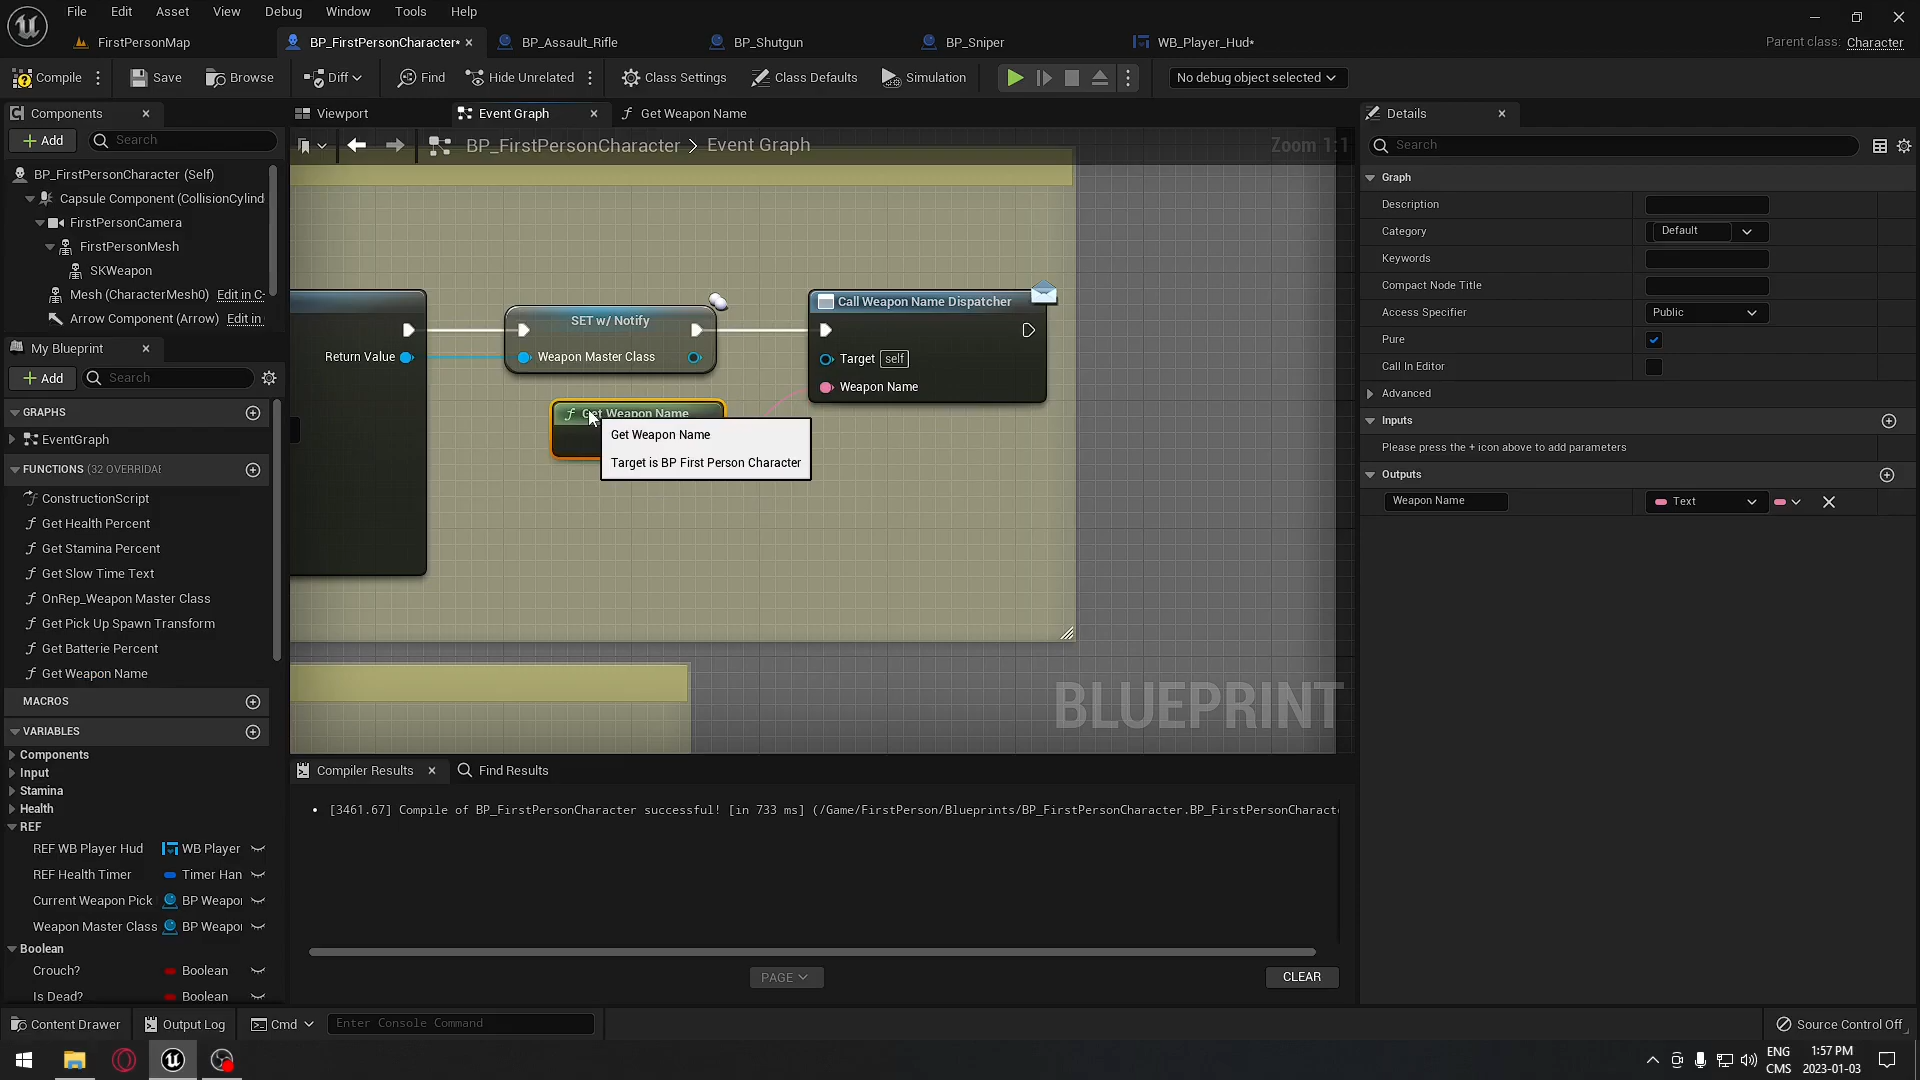 File Edit Asset View Debug Window Tools Help
FirstPersonMap BP_FirstPersonCharacter* BP_Assault_Rifle BP_Shutgun BP_Sniper WB_Player_Hud* Parent class: Character
Compile Save Browse Diff Find Hide Unrelated Class Settings Class Defaults Simulation No debug object selected
Components
Add Search
BP_FirstPersonCharacter (Self)
Capsule Component (CollisionCylind
FirstPersonCamera
FirstPersonMesh
SKWeapon
Mesh (CharacterMesh0) Edit in C
Arrow Component (Arrow) Edit in
My Blueprint
Add Search
GRAPHS
EventGraph
FUNCTIONS (32 OVERRIDAE
ConstructionScript
Get Health Percent
Get Stamina Percent
Get Slow Time Text
OnRep_Weapon Master Class
Get Pick Up Spawn Transform
Get Batterie Percent
Get Weapon Name
MACROS
VARIABLES
Components
Input
Stamina
Health
REF
REF WB Player Hud WB Player
REF Health Timer Timer Han
Current Weapon Pick BP Weapo
Weapon Master Class BP Weapo
Boolean
Crouch? Boolean
Is Dead? Boolean
Viewport Event Graph Get Weapon Name
BP_FirstPersonCharacter > Event Graph Zoom 1:1
Return Value
SET w/ Notify
Weapon Master Class
Call Weapon Name Dispatcher
Target self
Weapon Name
Get Weapon Name
Get Weapon Name
Target is BP First Person Character
BLUEPRINT
Compiler Results Find Results
[3461.67] Compile of BP_FirstPersonCharacter successful! [in 733 ms] (/Game/FirstPerson/Blueprints/BP_FirstPersonCharacter.BP_FirstPersonCharact
PAGE CLEAR
Details
Search
Graph
Description
Category Default
Keywords
Compact Node Title
Access Specifier Public
Pure
Call In Editor
Advanced
Inputs
Please press the + icon above to add parameters
Outputs
Weapon Name Text
Content Drawer Output Log Cmd Enter Console Command Source Control Off
ENG 1:57 PM
CMS 2023-01-03